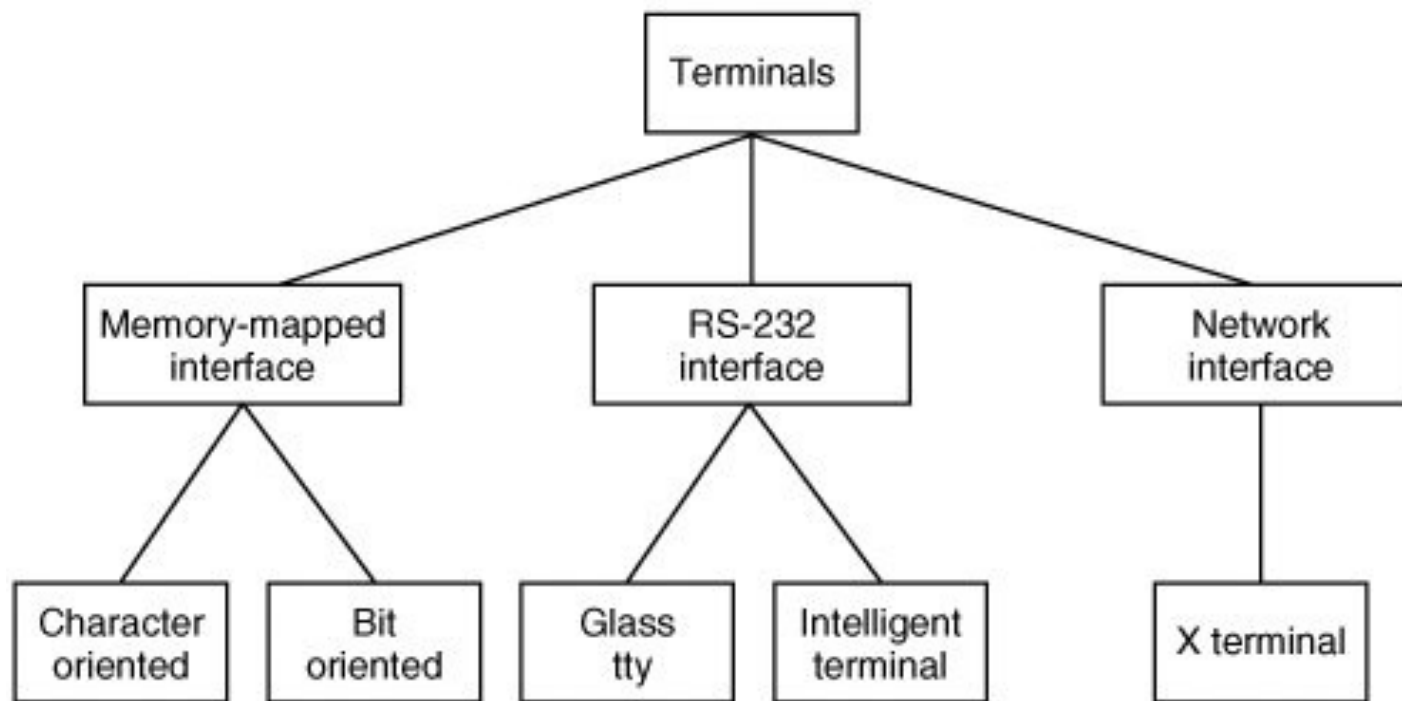 Terminals
Memory-mapped
interface
RS-232
interface
Network
interface
Character
oriented
Bit
oriented
Glass
tty
Intelligent
terminal
X terminal